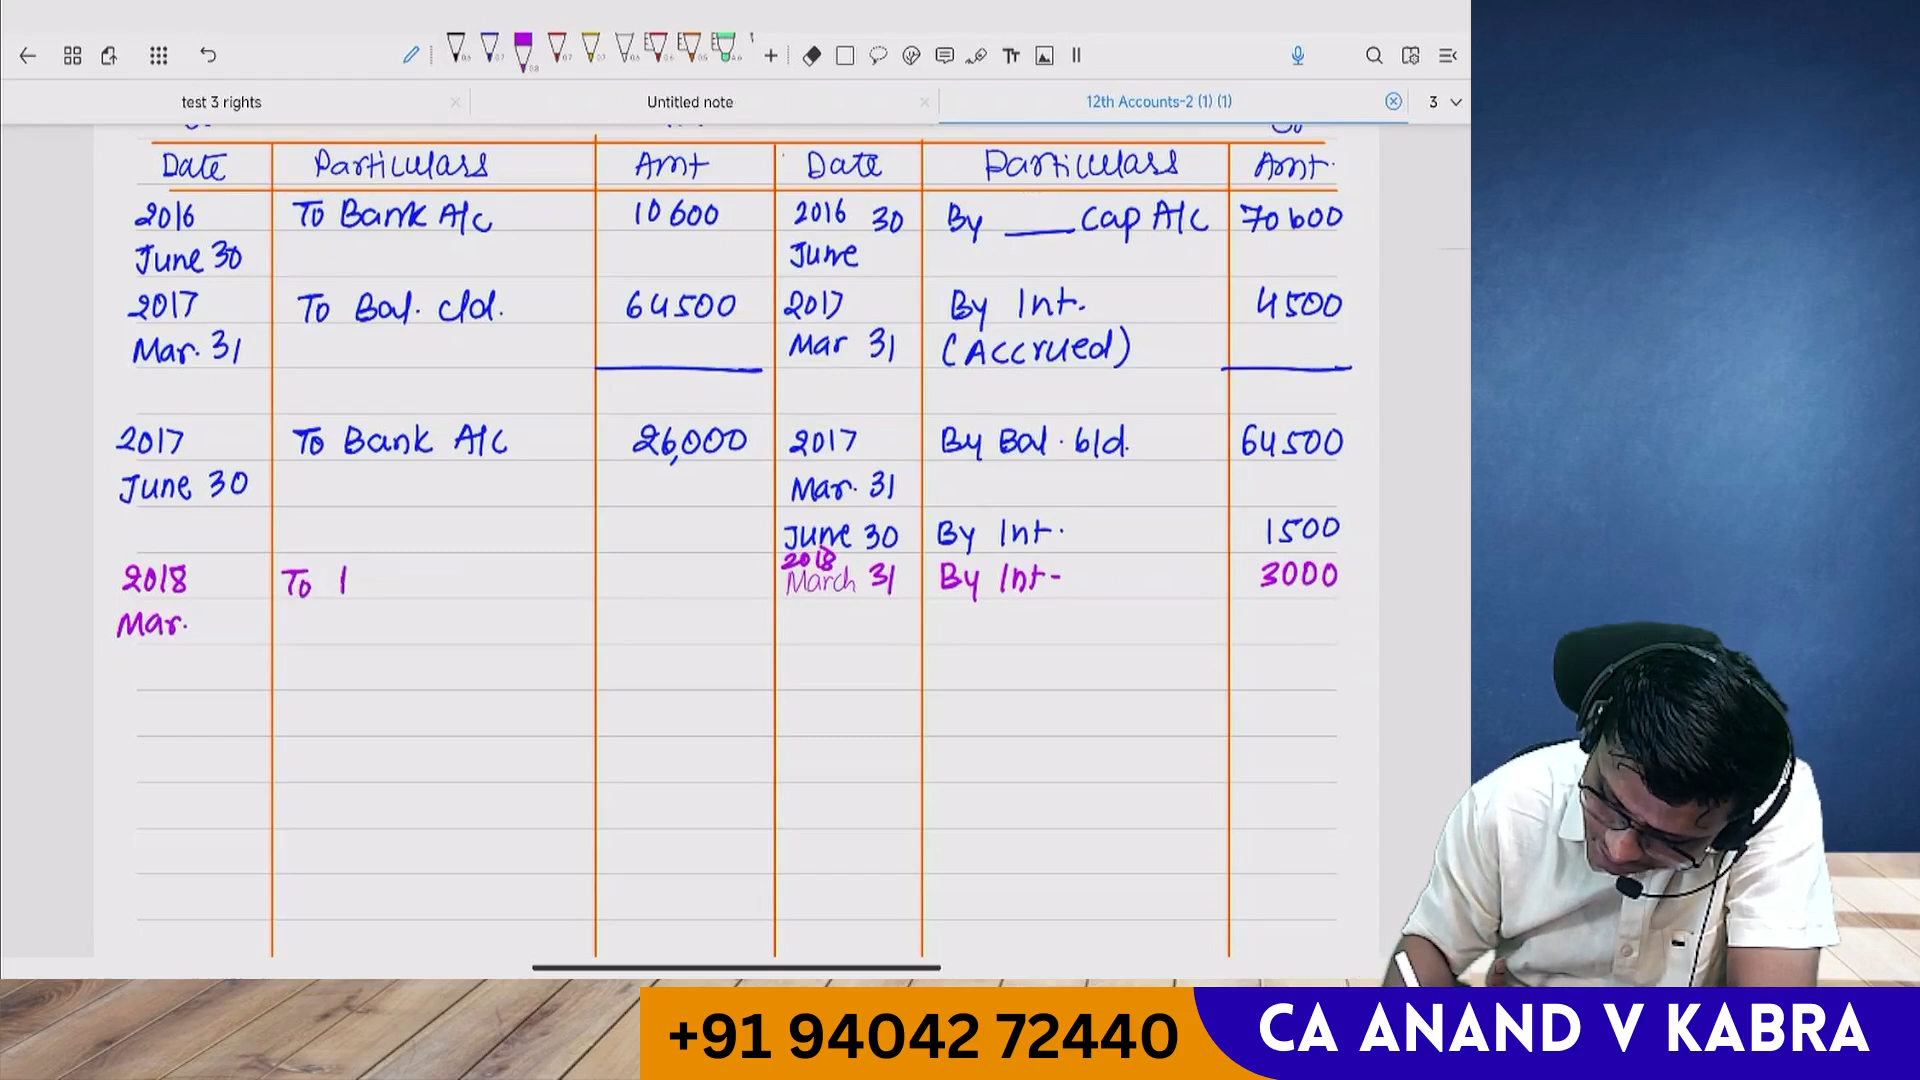 test 3 rights
Untitled note
12th Accounts-2 (1) (1)
3
Date Particulars Amt Date Particulars Amt.
2016 To Bank A/c 10600 2016 30 By ___ Cap A/c 70600
June 30 June
2017 To Bal. c/d. 64500 2017 By Int. 4500
Mar. 31 Mar 31 (Accrued)
2017 To Bank A/c 26,000 2017 By Bal. b/d. 64500
June 30 Mar. 31
June 30 By Int. 1500
2018
2018 To March 31 By Int- 3000
Mar.
+91 94042 72440
CA ANAND V KABRA